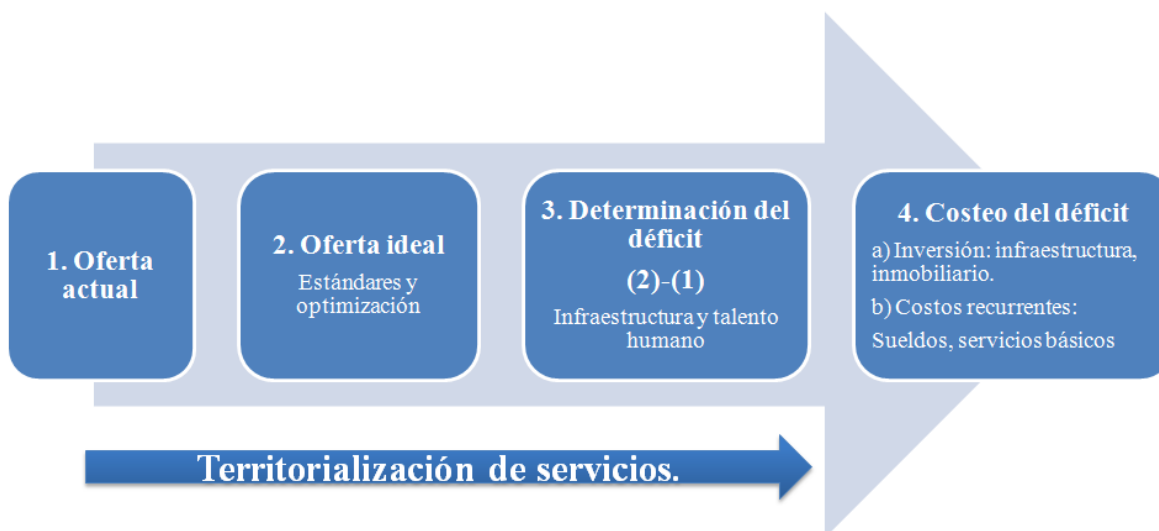 1. Oferta
actual
2. Oferta ideal
Estándares y
optimización
3. Determinación del
déficit
(2)-(1)
Infraestructura y talento
humano
4. Costeo del déficit
a) Inversión: infraestructura,
inmobiliario.
b) Costos recurrentes:
Sueldos, servicios básicos
Territorialización de servicios.